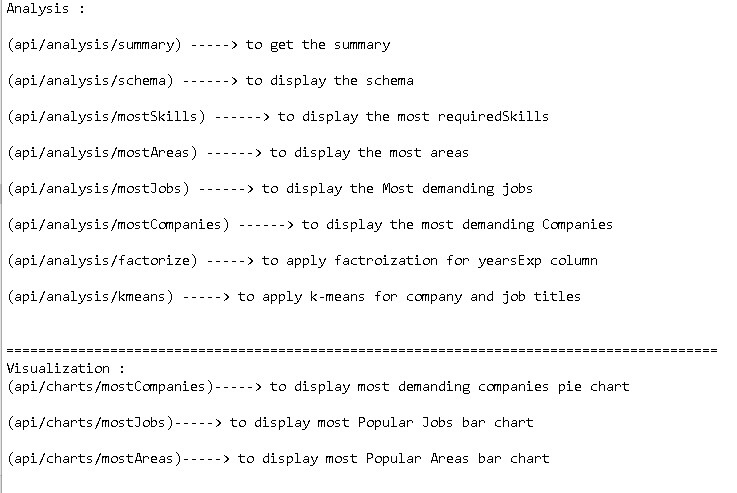 Analysis :
(api/analysis/summary) -----> to get the summary
(api/analysis/schema) ------> to display the schema
(api/analysis/mostSkills) ------> to display the most requiredSkills
(api/analysis/mostAreas) ------> to display the most areas
(api/analysis/mostJobs) ------> to display the Most demanding jobs
(api/analysis/mostCompanies) ------> to display the most demanding Companies
(api/analysis/factorize) -----> to apply factroization for yearsExp column
(api/analysis/kmeans) -----> to apply k-means for company and job titles
=========================================================================================
Visualization :
(api/charts/mostCompanies)-----> to display most demanding companies pie chart
(api/charts/mostJobs)-----> to display most Popular Jobs bar chart
(api/charts/mostAreas)-----> to display most Popular Areas bar chart